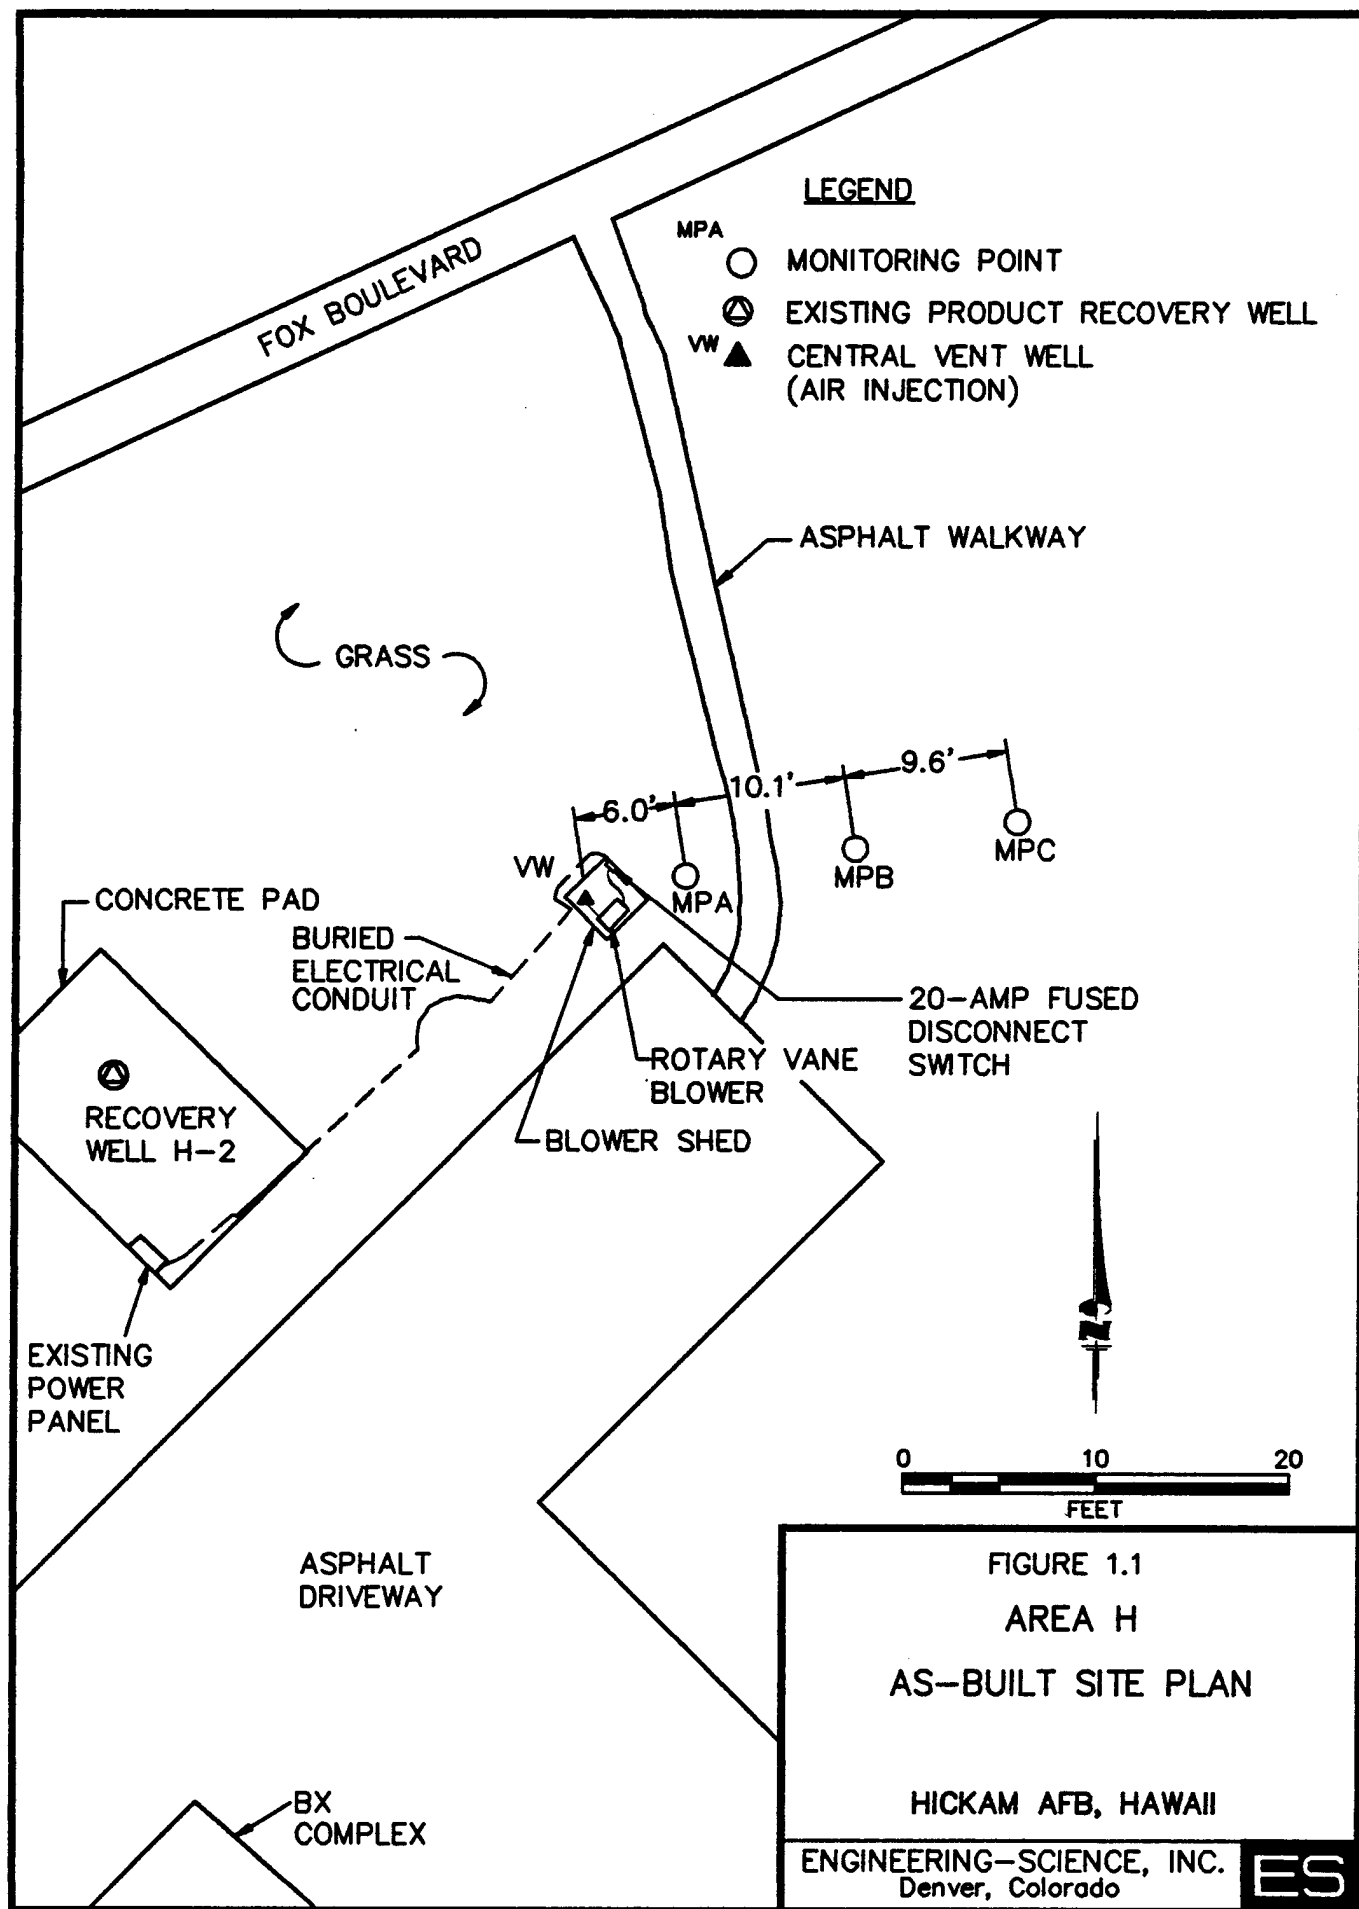 LEGEND
MPA
MONITORING POINT
EXISTING PRODUCT RECOVERY WELL
VW
CENTRAL VENT WELL
(AIR INJECTION)
FOX BOULEVARD
ASPHALT WALKWAY
GRASS
6.0'
10.1'
9.6'
VW
MPA
MPB
MPC
CONCRETE PAD
BURIED
ELECTRICAL
CONDUIT
20-AMP FUSED
DISCONNECT
SWITCH
ROTARY VANE
BLOWER
BLOWER SHED
RECOVERY
WELL H-2
EXISTING
POWER
PANEL
N
0 10 20
FEET
ASPHALT
DRIVEWAY
BX
COMPLEX
FIGURE 1.1
AREA H
AS-BUILT SITE PLAN
HICKAM AFB, HAWAII
ENGINEERING-SCIENCE, INC.
Denver, Colorado
ES